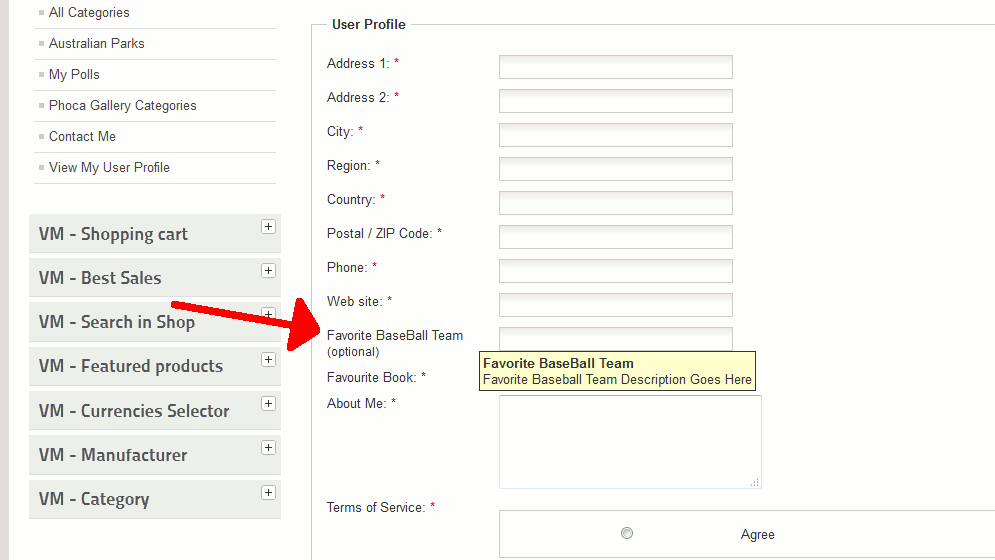 All Categories
Australian Parks
My Polls
Phoca Gallery Categories
Contact Me
View My User Profile
VM - Shopping cart
VM - Best Sales
VM - Search in Shop
VM - Featured products
VM - Currencies Selector
VM - Manufacturer
VM - Category
User Profile
Address 1: *
Address 2: *
City: *
Region: *
Country: *
Postal / ZIP Code: *
Phone: *
Web site: *
Favorite BaseBall Team
(optional)
Favorite BaseBall Team
Favorite Baseball Team Description Goes Here
Favourite Book: *
About Me: *
Terms of Service: *
Agree